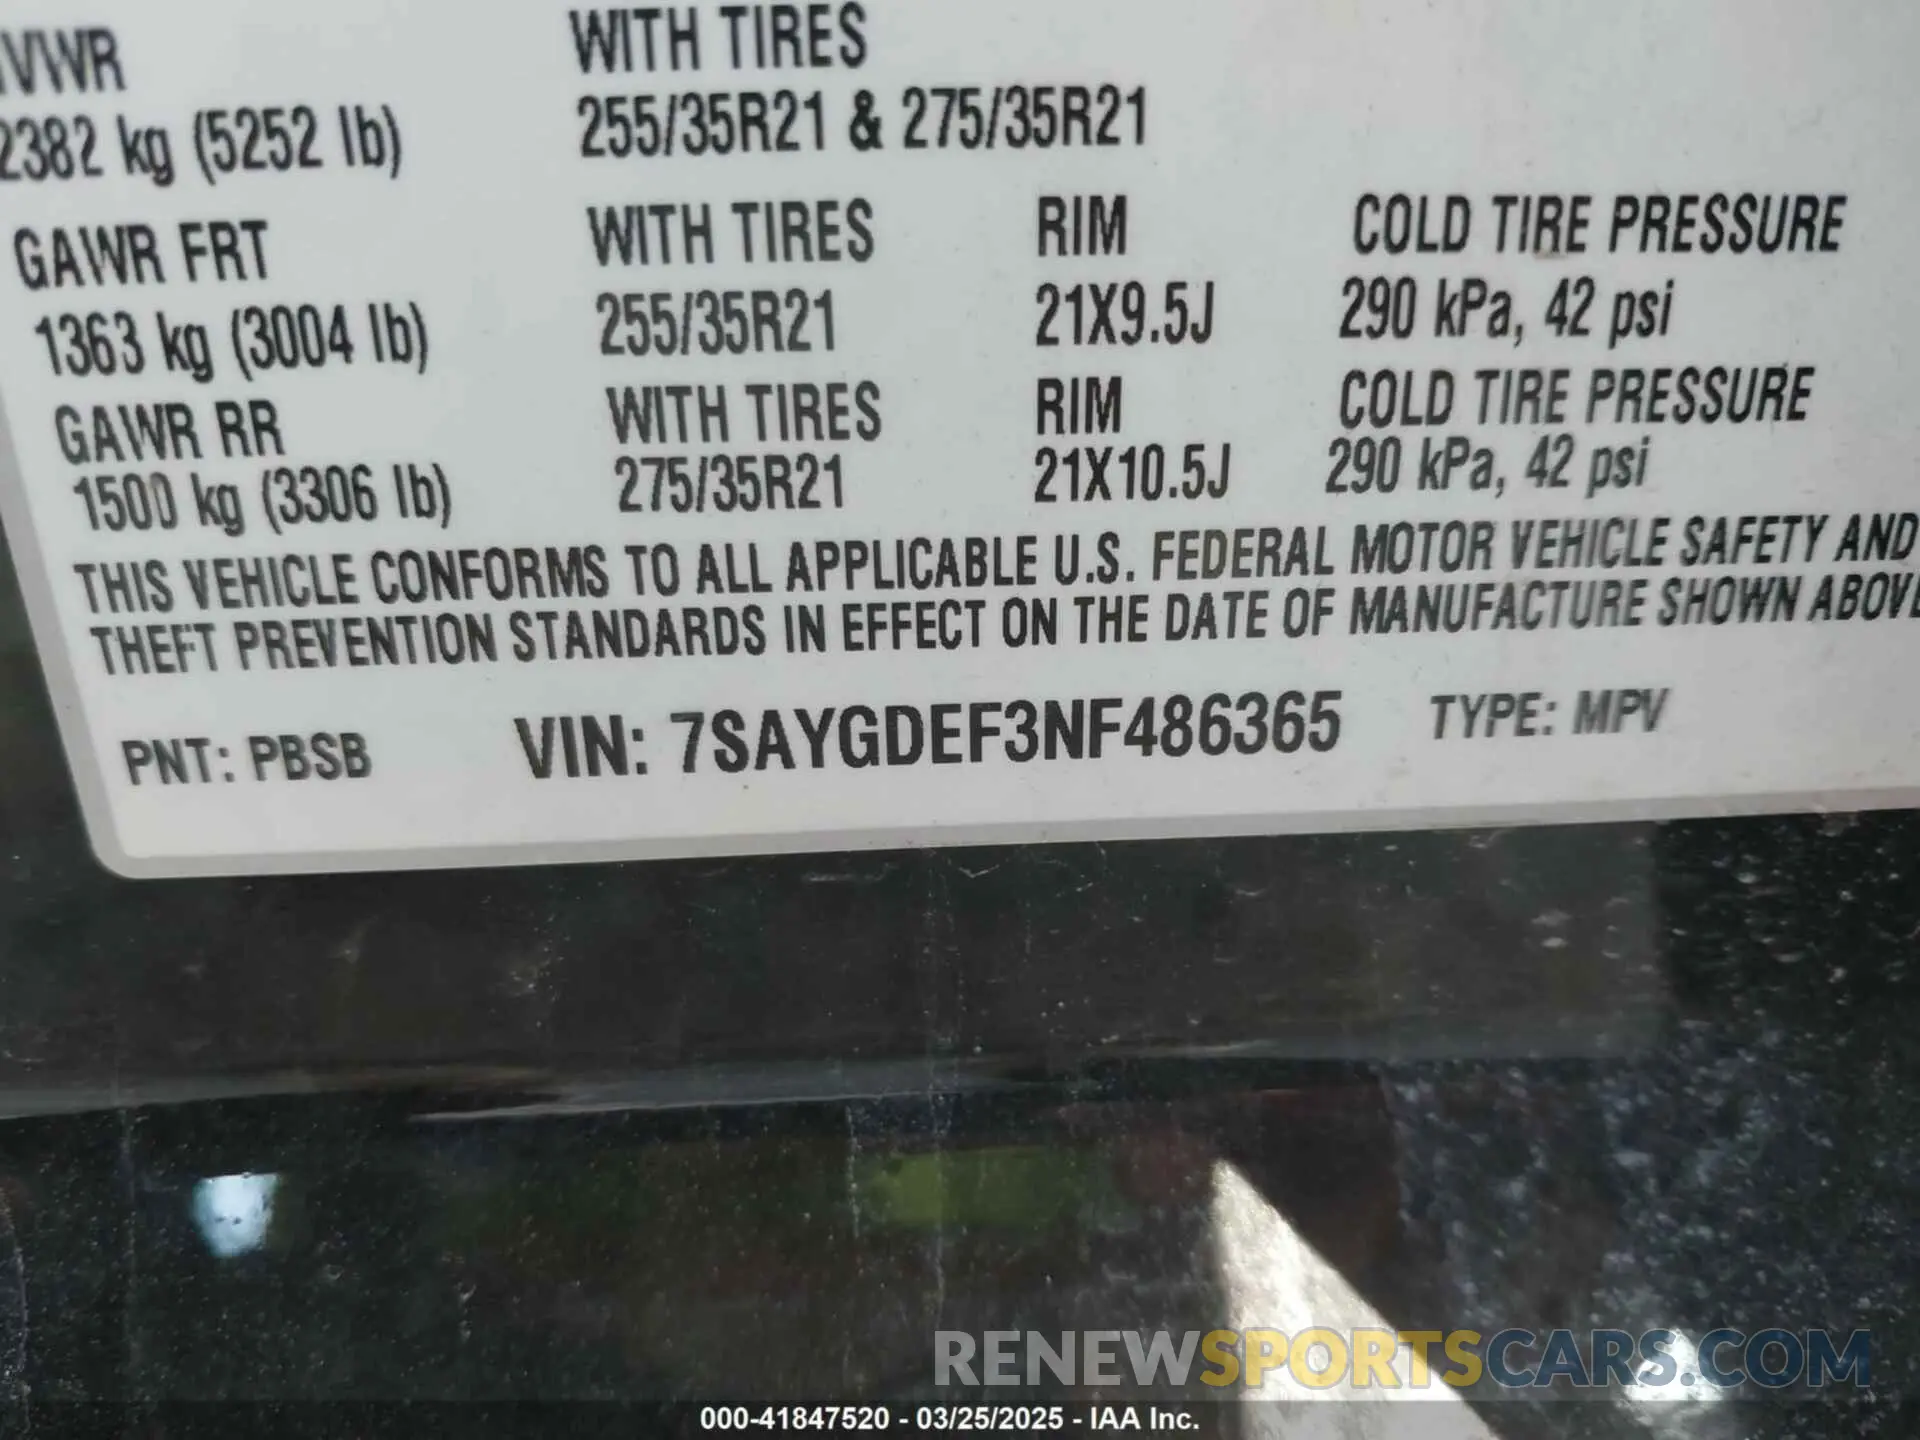 VWR WITH TIRES
2382 kg (5252 lb) 255/35R21 & 275/35R21
GAWR FRT WITH TIRES RIM COLD TIRE PRESSURE
1363 kg (3004 lb) 255/35R21 21X9.5J 290 kPa, 42 psi
GAWR RR WITH TIRES RIM COLD TIRE PRESSURE
1500 kg (3306 lb) 275/35R21 21X10.5J 290 kPa, 42 psi
THIS VEHICLE CONFORMS TO ALL APPLICABLE U.S. FEDERAL MOTOR VEHICLE SAFETY AND
THEFT PREVENTION STANDARDS IN EFFECT ON THE DATE OF MANUFACTURE SHOWN ABOVE
PNT: PBSB VIN: 7SAYGDEF3NF486365 TYPE: MPV
RENEWSPORTSCARS.COM
000-41847520 - 03/25/2025 - IAA Inc.